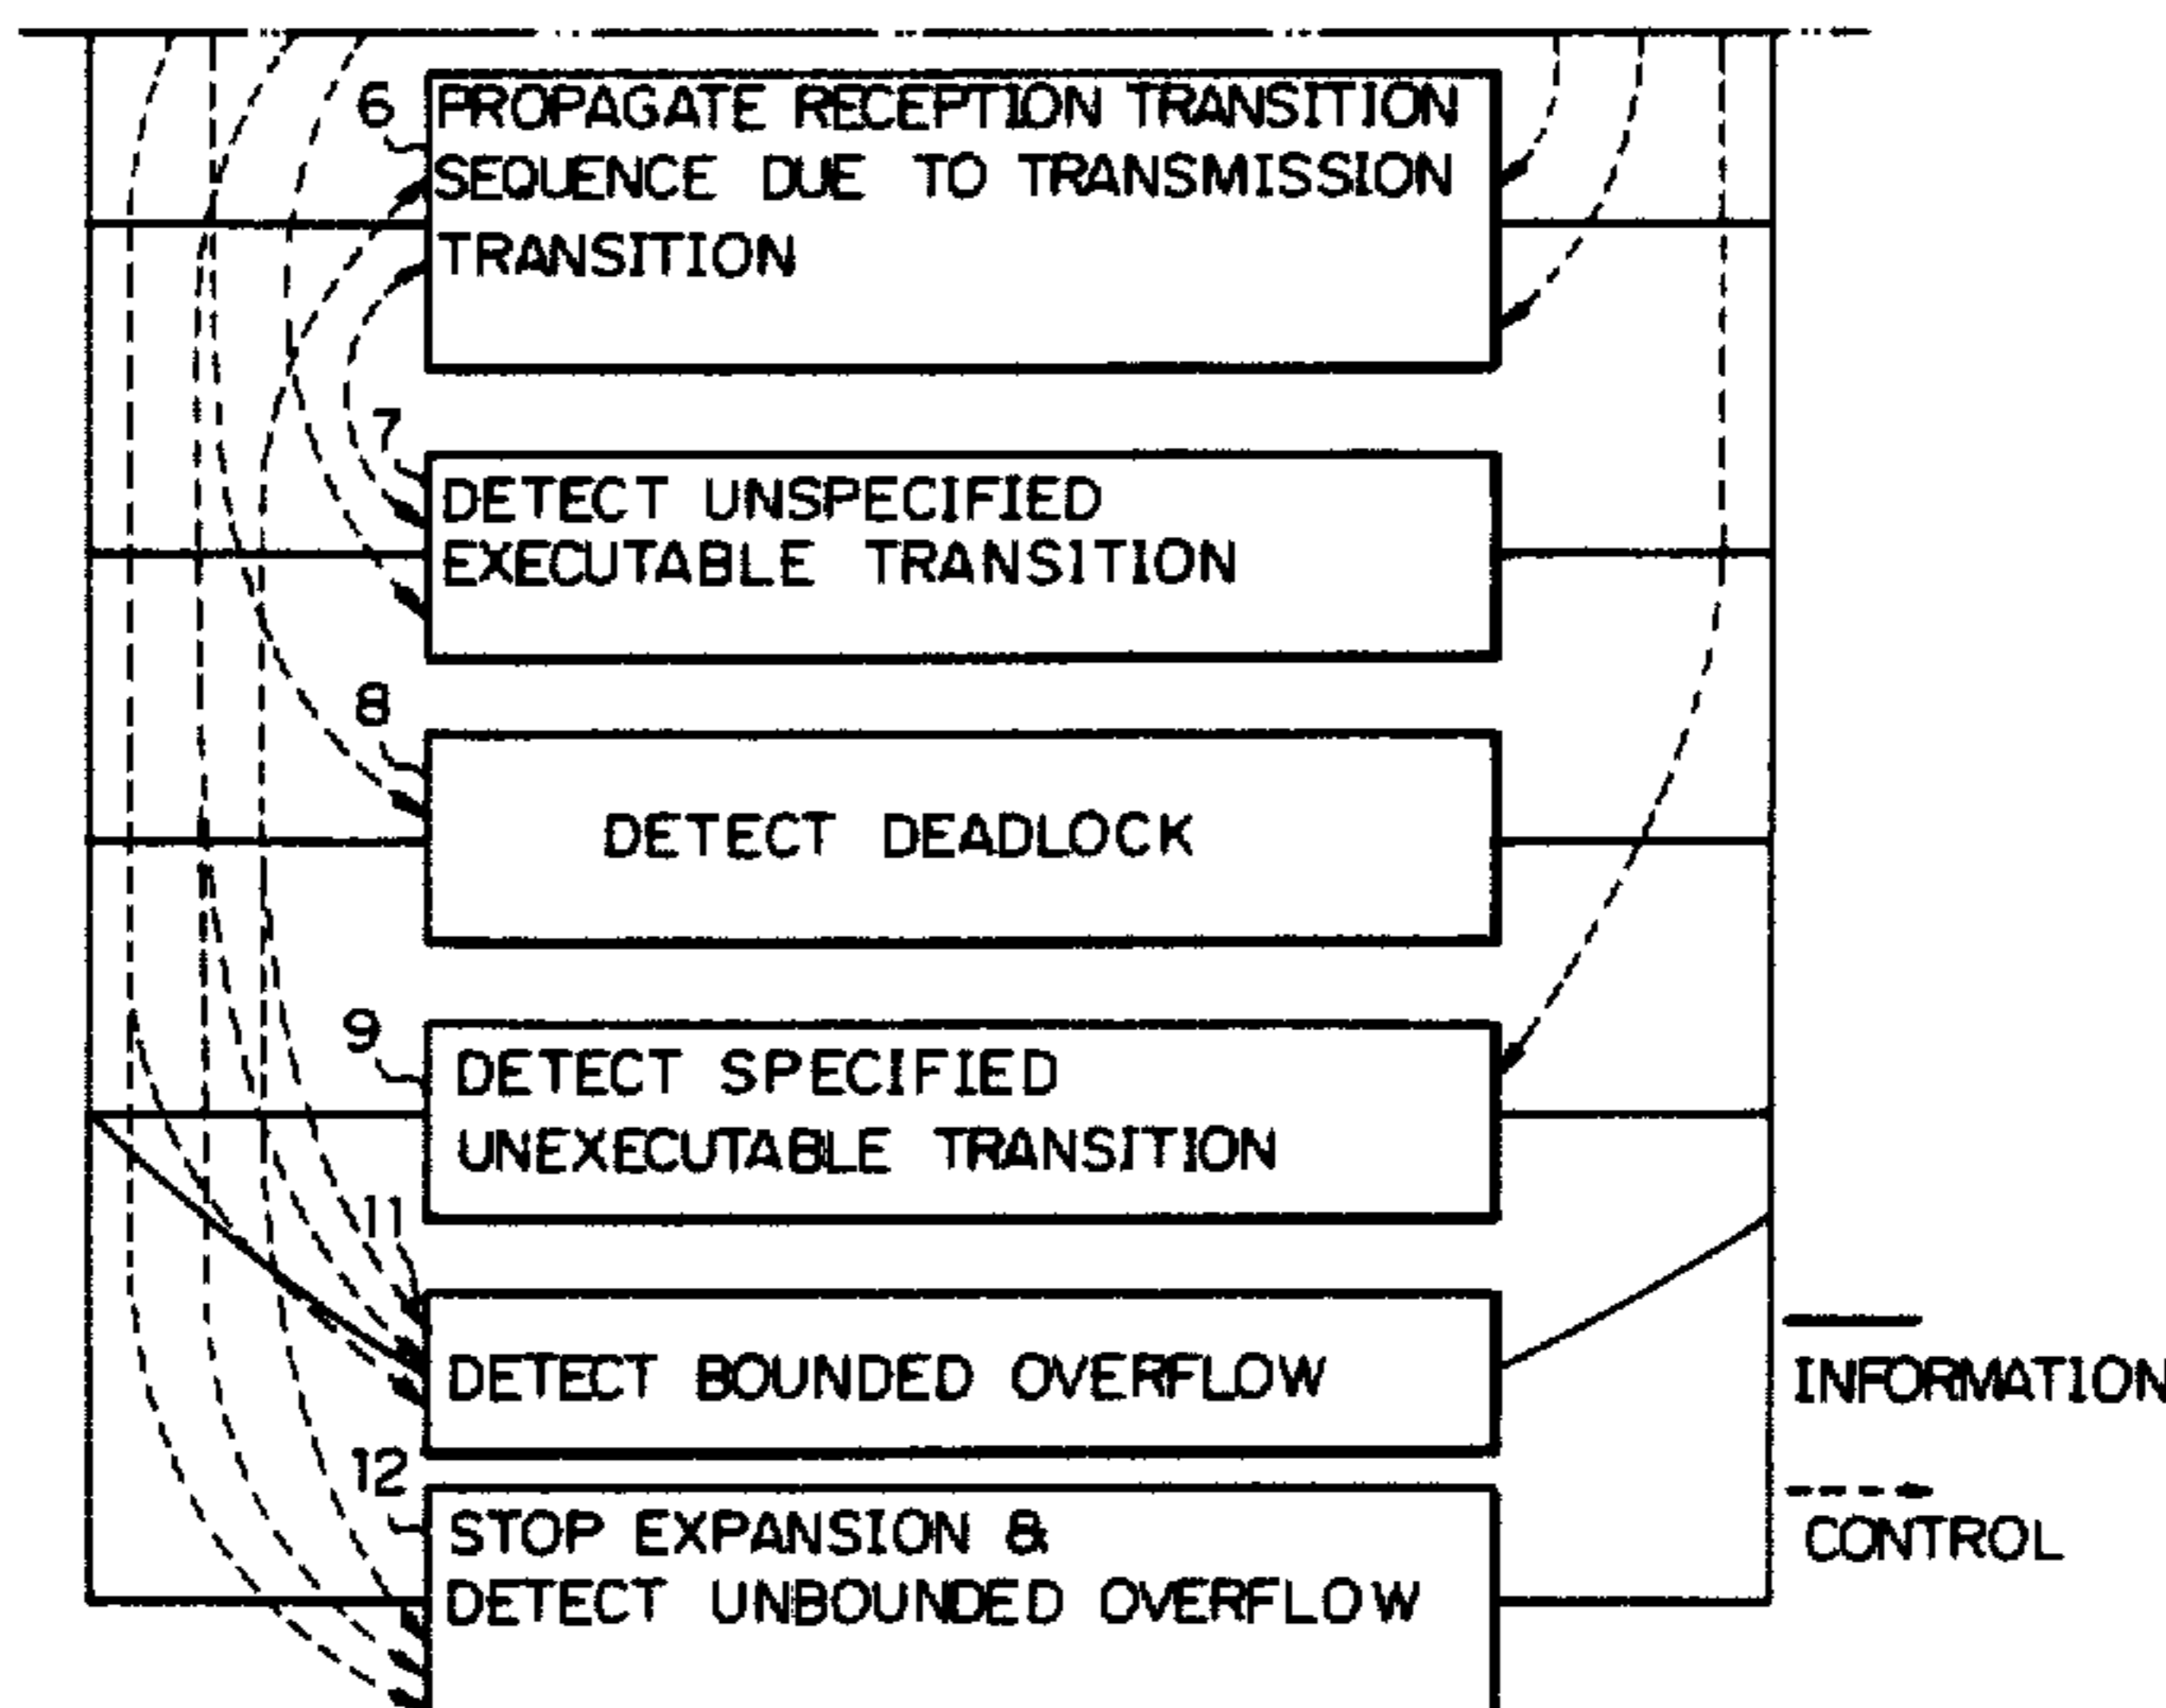 6
PROPAGATE RECEPTION TRANSITION
SEQUENCE DUE TO TRANSMISSION
TRANSITION
7
DETECT UNSPECIFIED
EXECUTABLE TRANSITION
8
DETECT DEADLOCK
9
DETECT SPECIFIED
UNEXECUTABLE TRANSITION
11
DETECT BOUNDED OVERFLOW
INFORMATION
12
STOP EXPANSION &
DETECT UNBOUNDED OVERFLOW
CONTROL